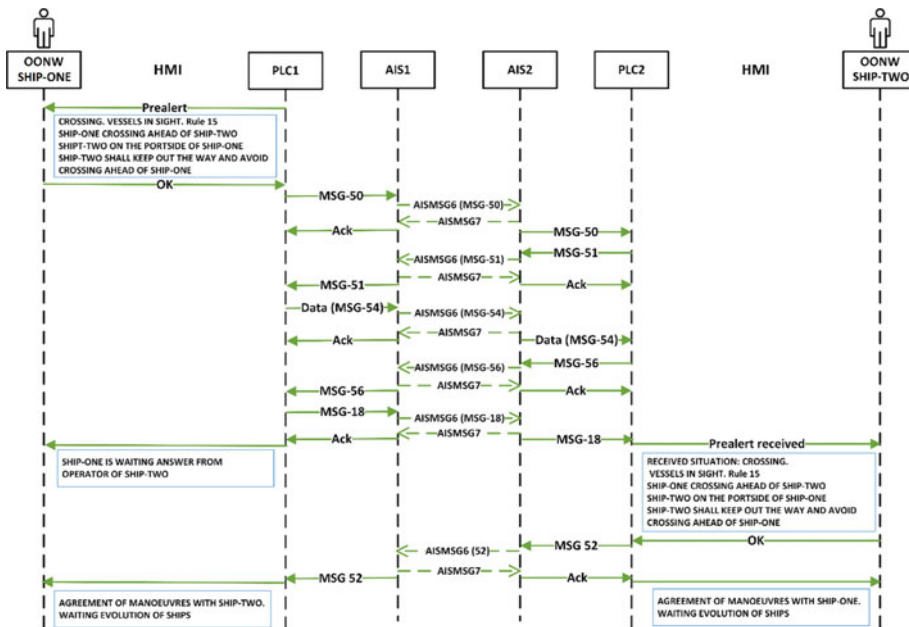 OONW
SHIP-ONE
HMI
PLC1
AIS1
AIS2
PLC2
HMI
OONW
SHIP-TWO
Prealert
CROSSING. VESSELS IN SIGHT. Rule 15
SHIP-ONE CROSSING AHEAD OF SHIP-TWO
SHIPT-TWO ON THE PORTSIDE OF SHIP-ONE
SHIP-TWO SHALL KEEP OUT THE WAY AND AVOID
CROSSING AHEAD OF SHIP-ONE
OK
MSG-50
AISMSG6 (MSG-50)
AISMSG7
Ack
MSG-50
MSG-51
AISMSG6 (MSG-51)
AISMSG7
MSG-51
Ack
Data (MSG-54)
AISMSG6 (MSG-54)
AISMSG7
Ack
Data (MSG-54)
MSG-56
AISMSG6 (MSG-56)
AISMSG7
MSG-56
Ack
MSG-18
AISMSG6 (MSG-18)
AISMSG7
Ack
MSG-18
Prealert received
SHIP-ONE IS WAITING ANSWER FROM
OPERATOR OF SHIP-TWO
RECEIVED SITUATION: CROSSING.
VESSELS IN SIGHT. Rule 15
SHIP-ONE CROSSING AHEAD OF SHIP-TWO
SHIP-TWO ON THE PORTSIDE OF SHIP-ONE
SHIP-TWO SHALL KEEP OUT THE WAY AND AVOID
CROSSING AHEAD OF SHIP-ONE
OK
MSG 52
AISMSG6 (52)
AISMSG7
MSG 52
Ack
AGREEMENT OF MANOEUVRES WITH SHIP-TWO.
WAITING EVOLUTION OF SHIPS
AGREEMENT OF MANOEUVRES WITH SHIP-ONE.
WAITING EVOLUTION OF SHIPS